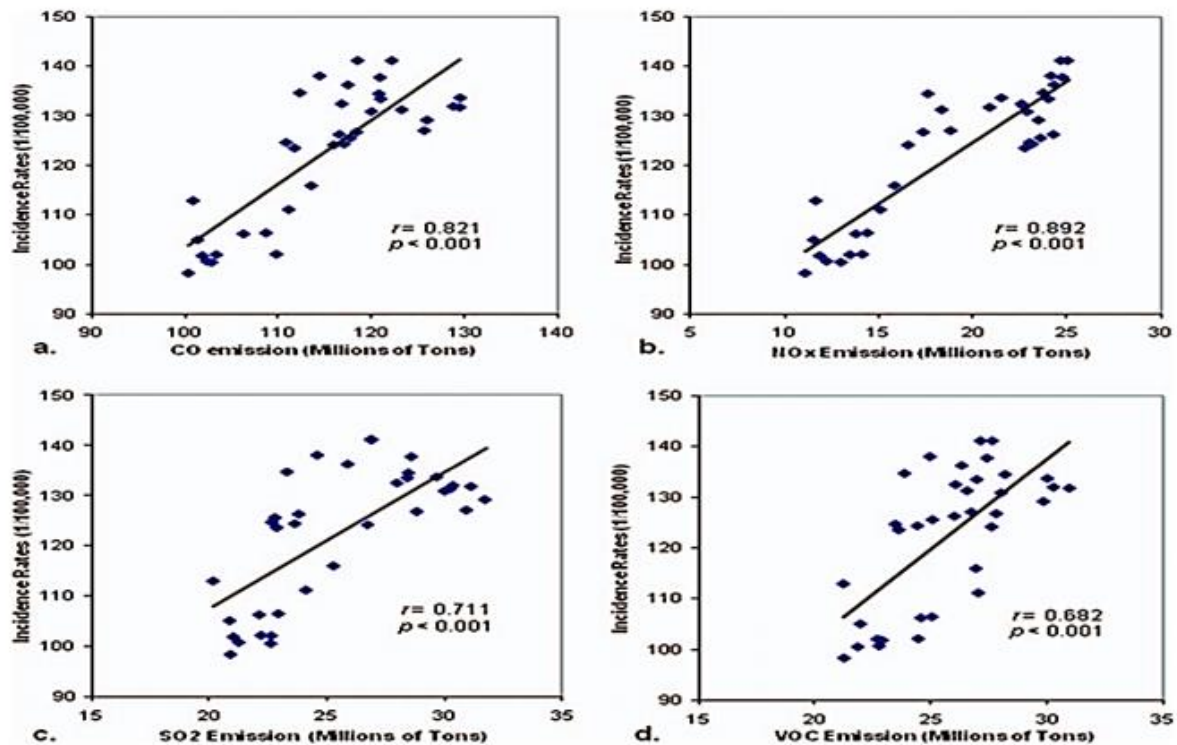 150
140
130
120
110
100
90
Incidence Rates (1/100,000)
r= 0.821
p < 0.001
90 100 110 120 130 140
a. CO emission (Millions of Tons)
150
140
130
120
110
100
90
Incidence Rates (1/100,000)
r= 0.892
p < 0.001
5 10 15 20 25 30
b. NOx Emission (Millions of Tons)
150
140
130
120
110
100
90
Incidence Rates (1/100,000)
r= 0.711
p < 0.001
15 20 25 30 35
c. SO2 Emission (Millions of Tons)
150
140
130
120
110
100
90
Incidence Rates (1/100,000)
r= 0.682
p < 0.001
15 20 25 30 35
d. VOC Emission (Millions of Tons)